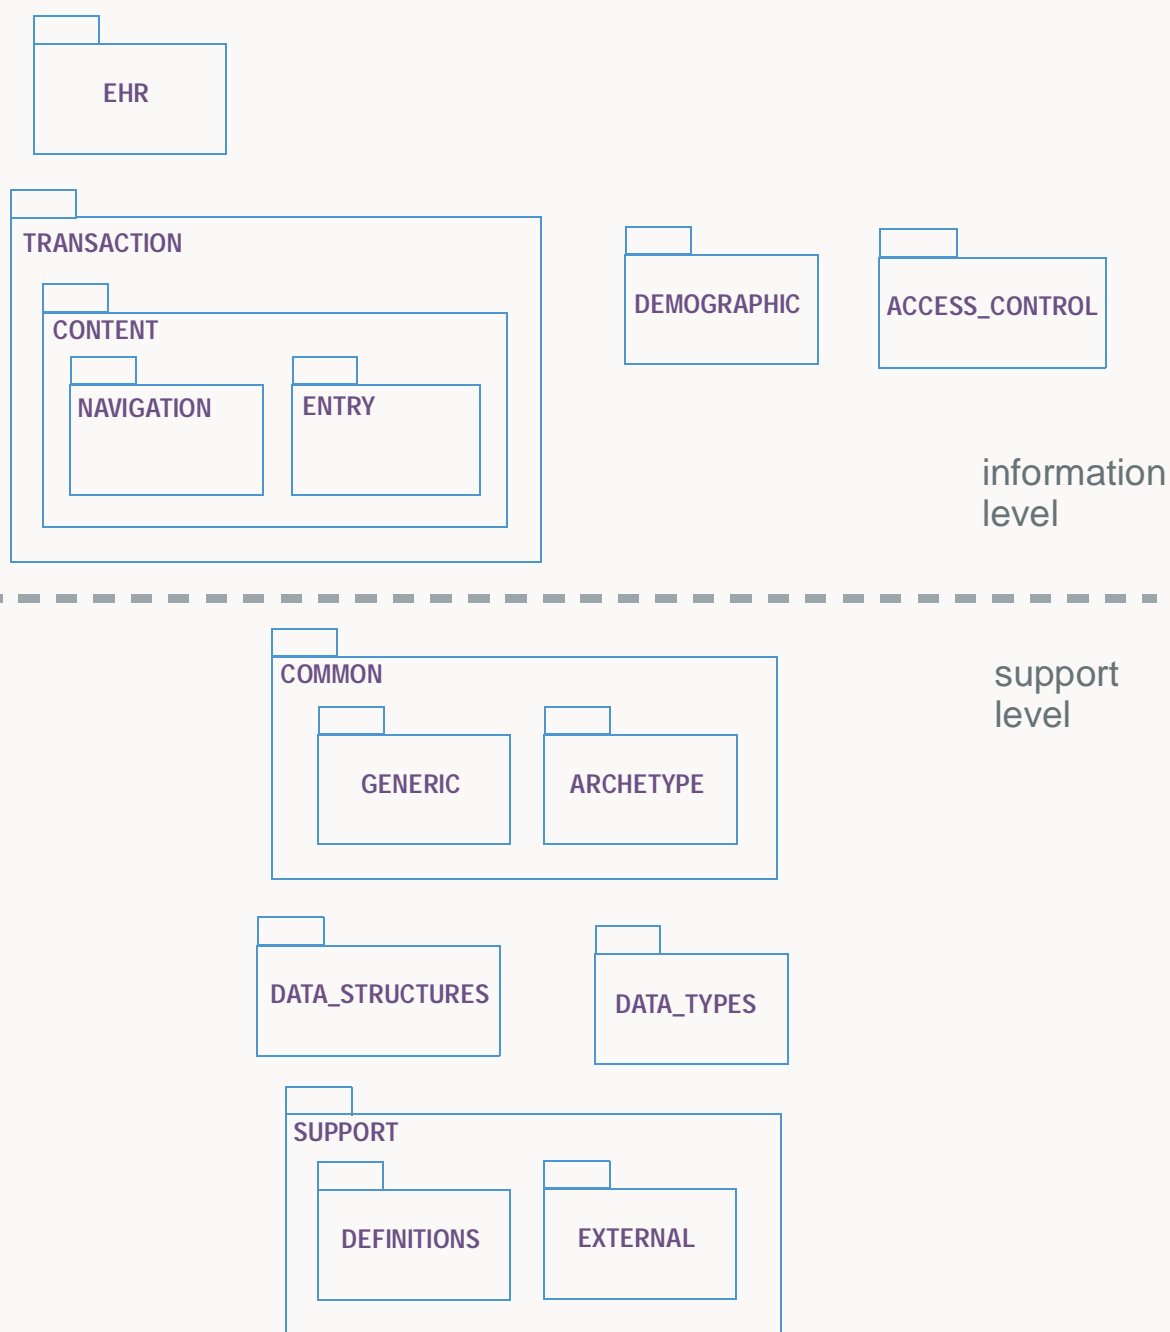 EHR
TRANSACTION
CONTENT
NAVIGATION
ENTRY
DEMOGRAPHIC
ACCESS_CONTROL
information
level
support
level
COMMON
GENERIC
ARCHETYPE
DATA_STRUCTURES
DATA_TYPES
SUPPORT
DEFINITIONS
EXTERNAL